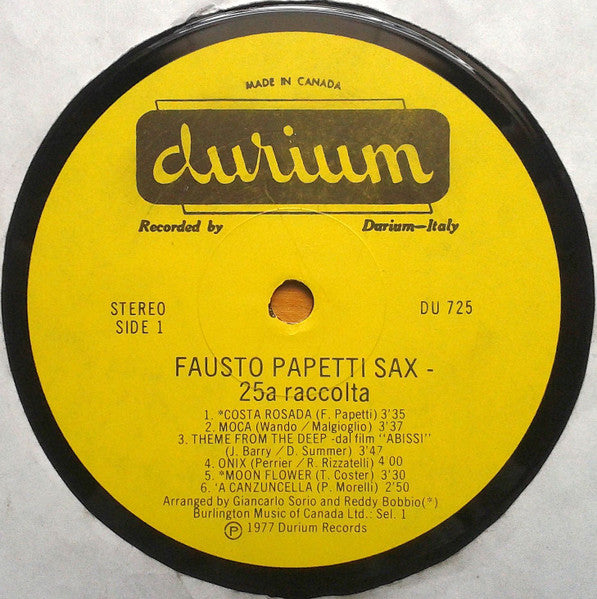 MADE IN CANADA
durium
Recorded by Durium—Italy
STEREO DU 725
SIDE 1
FAUSTO PAPETTI SAX -
25a raccolta
1. *COSTA ROSADA (F. Papetti) 3'35
2. MOCA (Wando / Malgioglio) 3'37
3. THEME FROM THE DEEP -dal film "ABISSI"
(J. Barry / D. Summer) 3'47
4. ONIX (Perrier / R. Rizzatelli) 4 00
5. *MOON FLOWER (T. Coster) 3'30
6. 'A CANZUNCELLA (P. Morelli) 2'50
Arranged by Giancarlo Sorio and Reddy Bobbio(*)
Burlington Music of Canada Ltd.: Sel. 1
Ⓟ 1977 Durium Records